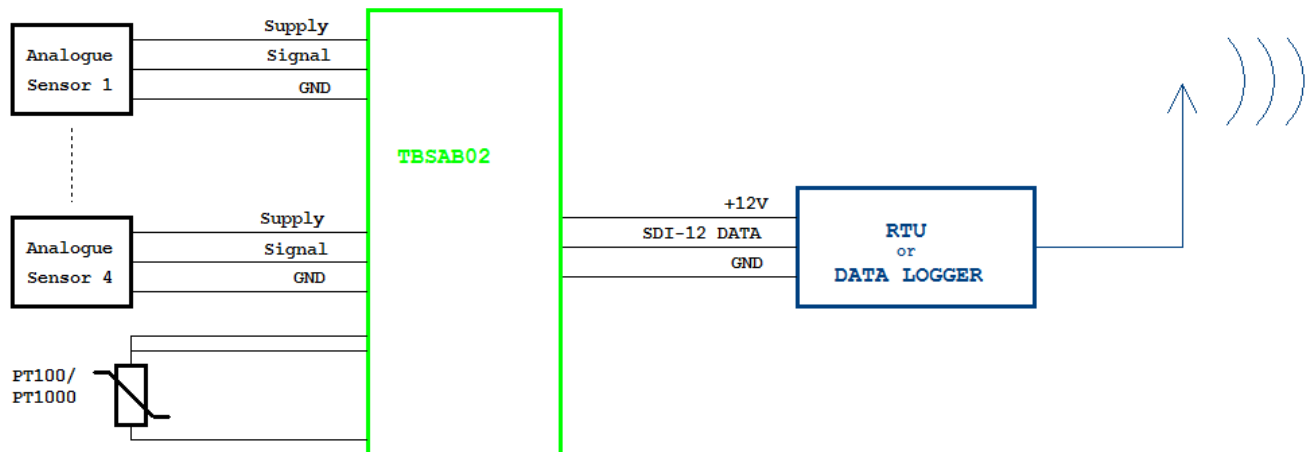 Supply
Analogue
Sensor 1
Signal
GND
TBSAB02
Supply
Analogue
Sensor 4
Signal
GND
PT100/
PT1000
+12V
SDI-12 DATA
GND
RTU
or
DATA LOGGER